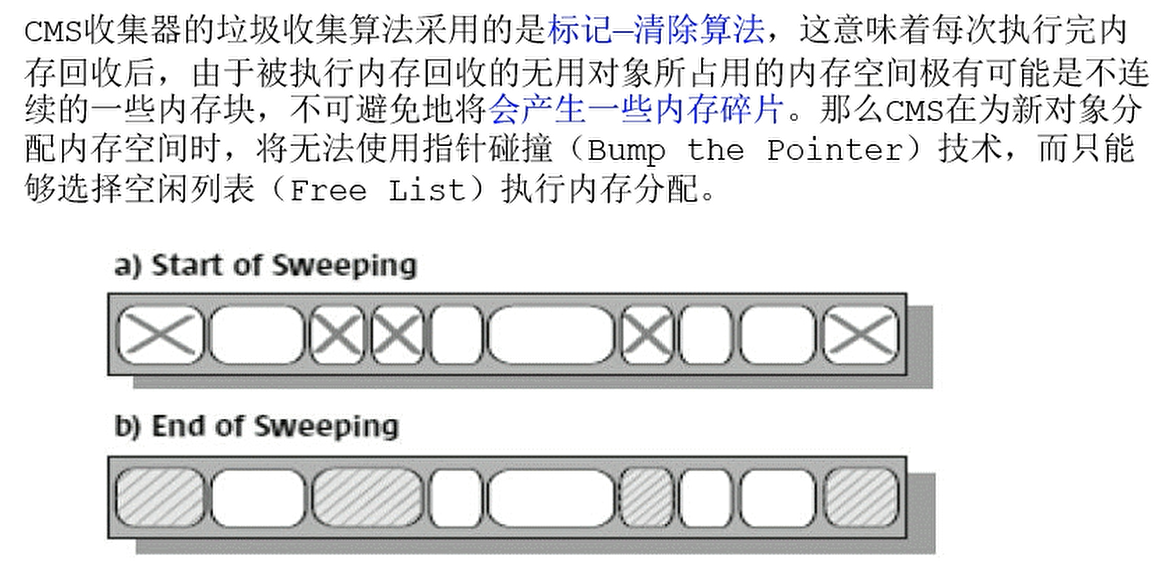 CMS收集器的垃圾收集算法采用的是标记—清除算法，这意味着每次执行完内
存回收后，由于被执行内存回收的无用对象所占用的内存空间极有可能是不连
续的一些内存块，不可避免地将会产生一些内存碎片。那么CMS在为新对象分
配内存空间时，将无法使用指针碰撞（Bump the Pointer）技术，而只能
够选择空闲列表（Free List）执行内存分配。
a) Start of Sweeping
b) End of Sweeping